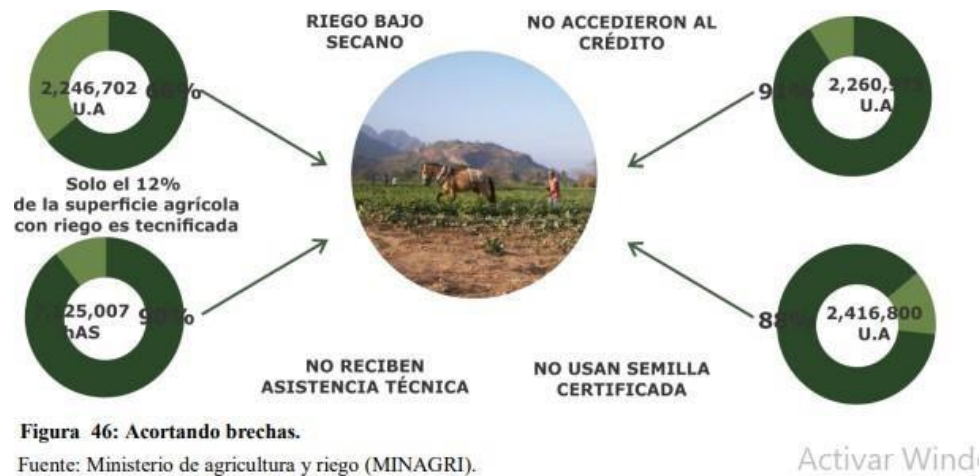 RIEGO BAJO
SECANO
NO ACCEDIERON AL
CRÉDITO
2,246,702
U.A
U.A
Solo el 12%
de la superficie agrícola
con riego es tecnificada
90%
hAS
88%
2,416,800
U.A
NO RECIBEN
ASISTENCIA TÉCNICA
NO USAN SEMILLA
CERTIFICADA
Figura 46: Acortando brechas.
Fuente: Ministerio de agricultura y riego (MINAGRI).
Activar Wind